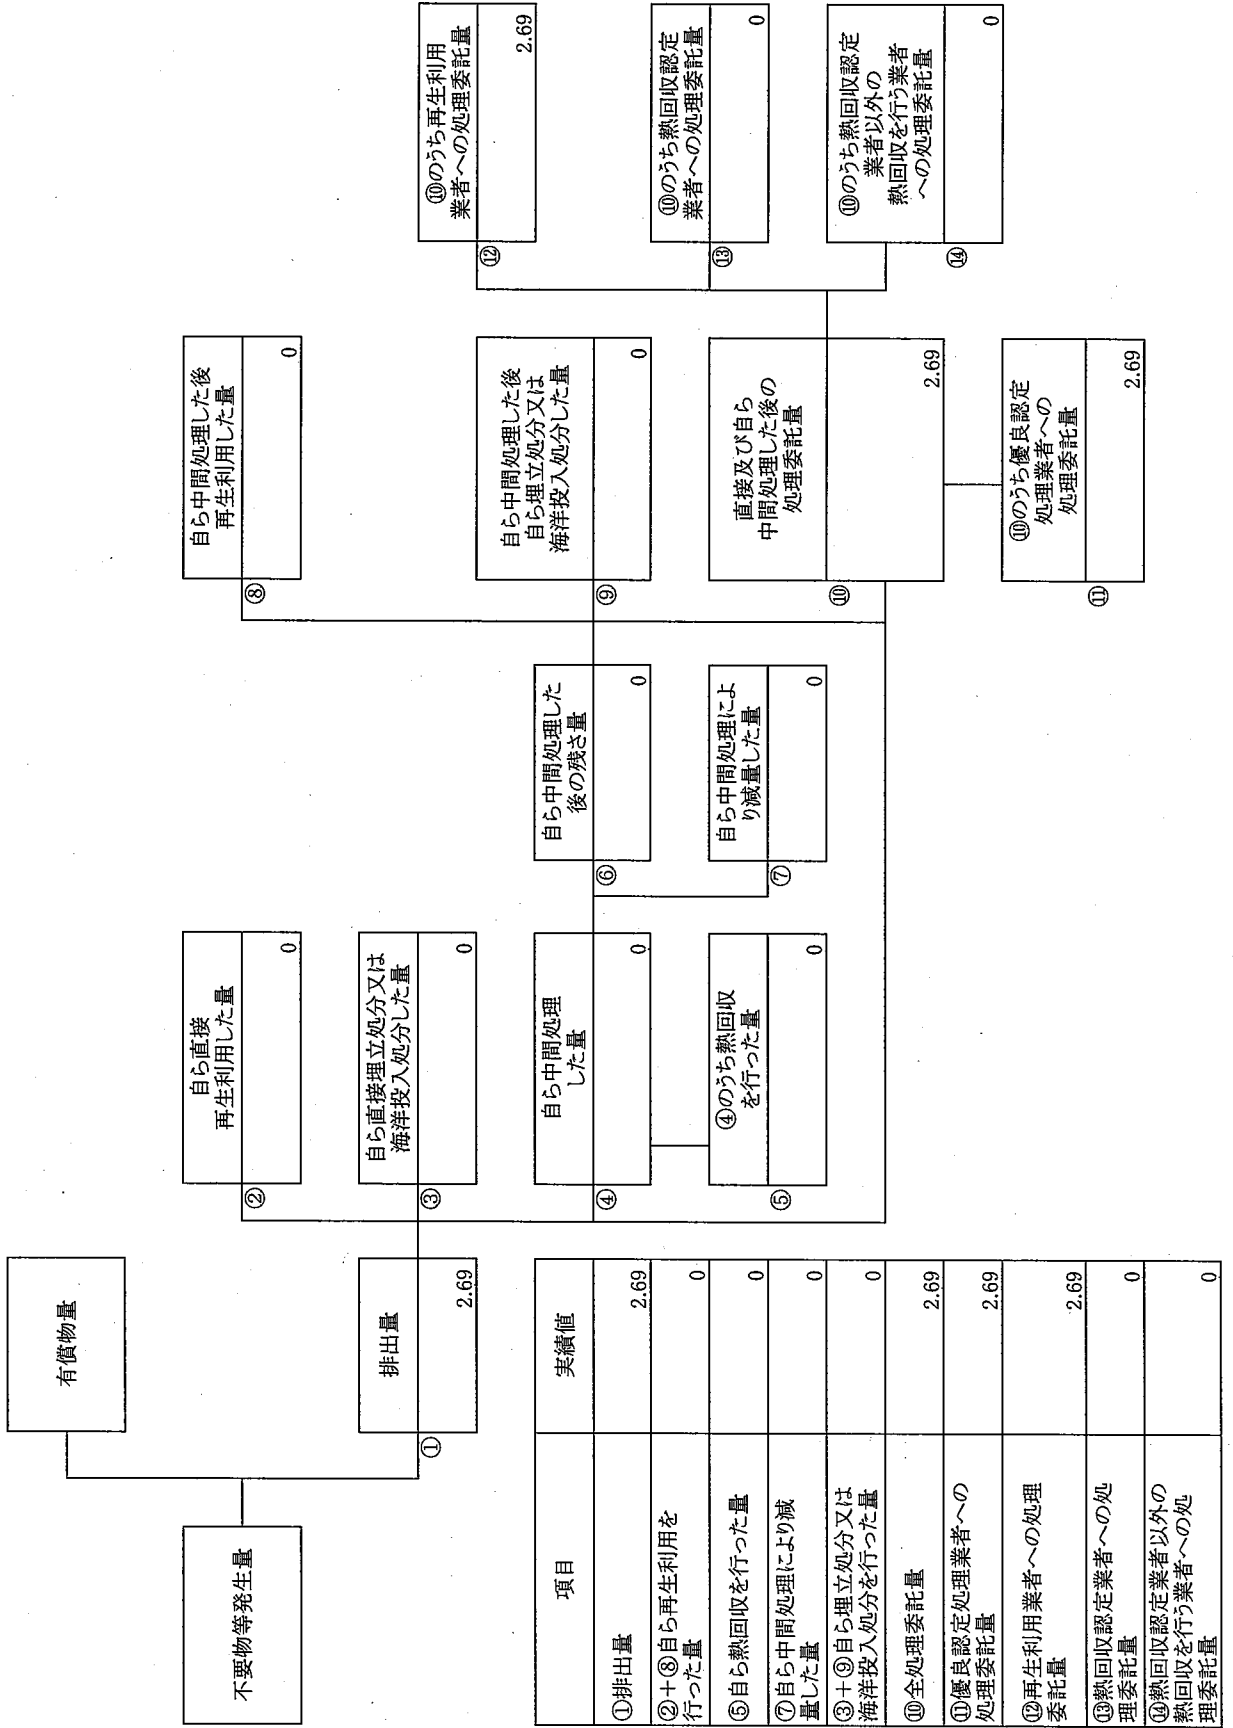 有償物量
不要物等発生量
排出量
①
2.69
自ら直接
再生利用した量
②
0
自ら直接埋立処分又は
海洋投入処分した量
③
0
自ら中間処理
した量
④
0
④のうち熱回収
を行った量
⑤
0
自ら中間処理した
後の残さ量
⑥
0
自ら中間処理によ
り減量した量
⑦
0
自ら中間処理した後
再生利用した量
⑧
0
自ら中間処理した後
自ら埋立処分又は
海洋投入処分した量
⑨
0
直接及び自ら
中間処理した後の
処理委託量
⑩
2.69
⑩のうち優良認定
処理業者への
処理委託量
⑪
2.69
⑩のうち再生利用
業者への処理委託量
⑫
2.69
⑩のうち熱回収認定
業者への処理委託量
⑬
0
⑩のうち熱回収認定
業者以外の
熱回収を行う業者
への処理委託量
⑭
0
項目 実績値
①排出量 2.69
②+⑧自ら再生利用を
行った量 0
⑤自ら熱回収を行った量 0
⑦自ら中間処理により減
量した量 0
③+⑨自ら埋立処分又は
海洋投入処分を行った量 0
⑩全処理委託量 2.69
⑪優良認定処理業者への
処理委託量 2.69
⑫再生利用業者への処理
委託量 2.69
⑬熱回収認定業者への処
理委託量 0
⑭熱回収認定業者以外の
熱回収を行う業者への処
理委託量 0